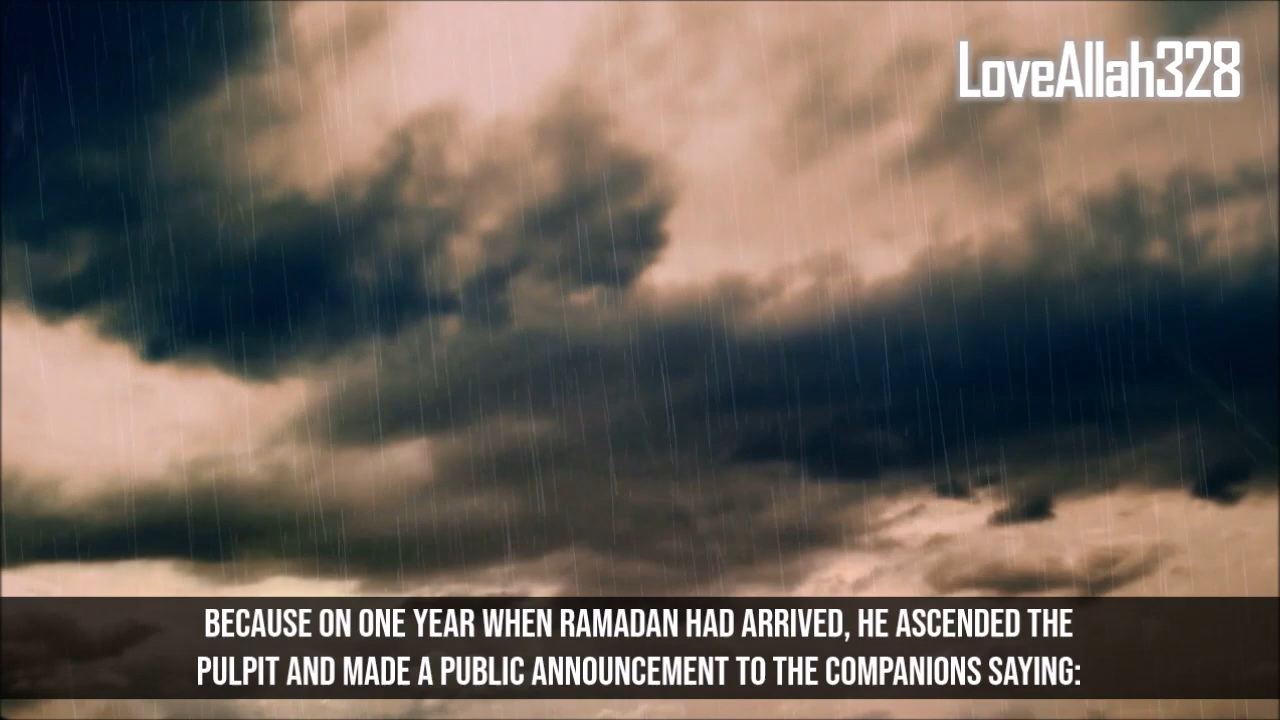 LoveAllah328
BECAUSE ON ONE YEAR WHEN RAMADAN HAD ARRIVED, HE ASCENDED THE
PULPIT AND MADE A PUBLIC ANNOUNCEMENT TO THE COMPANIONS SAYING: